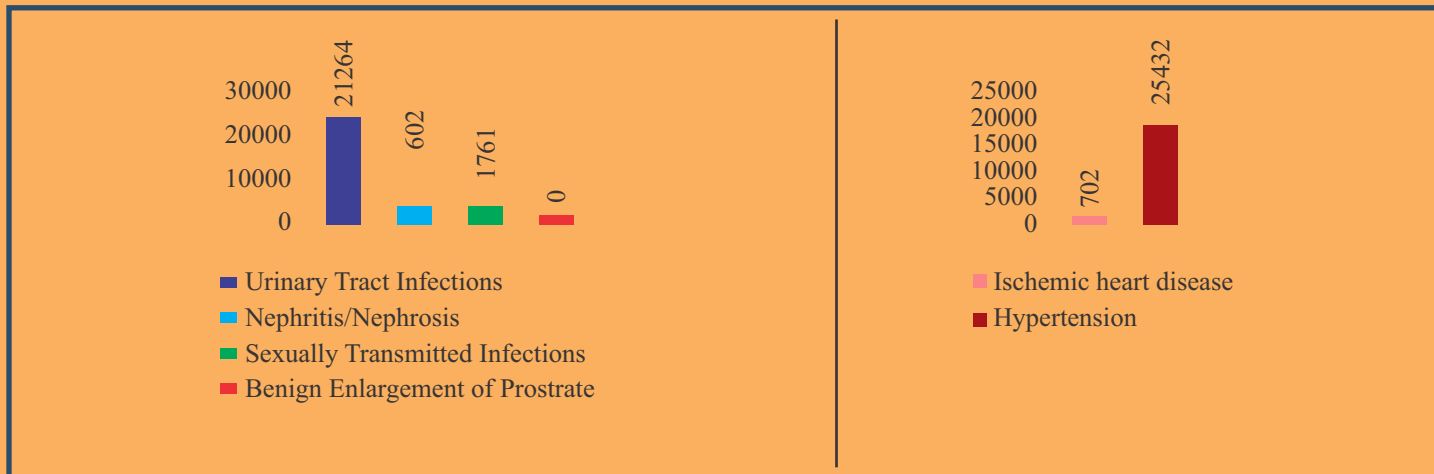 30000
20000
10000
0
21264
602
1761
0
Urinary Tract Infections
Nephritis/Nephrosis
Sexually Transmitted Infections
Benign Enlargement of Prostrate
25000
20000
15000
10000
5000
0
702
25432
Ischemic heart disease
Hypertension